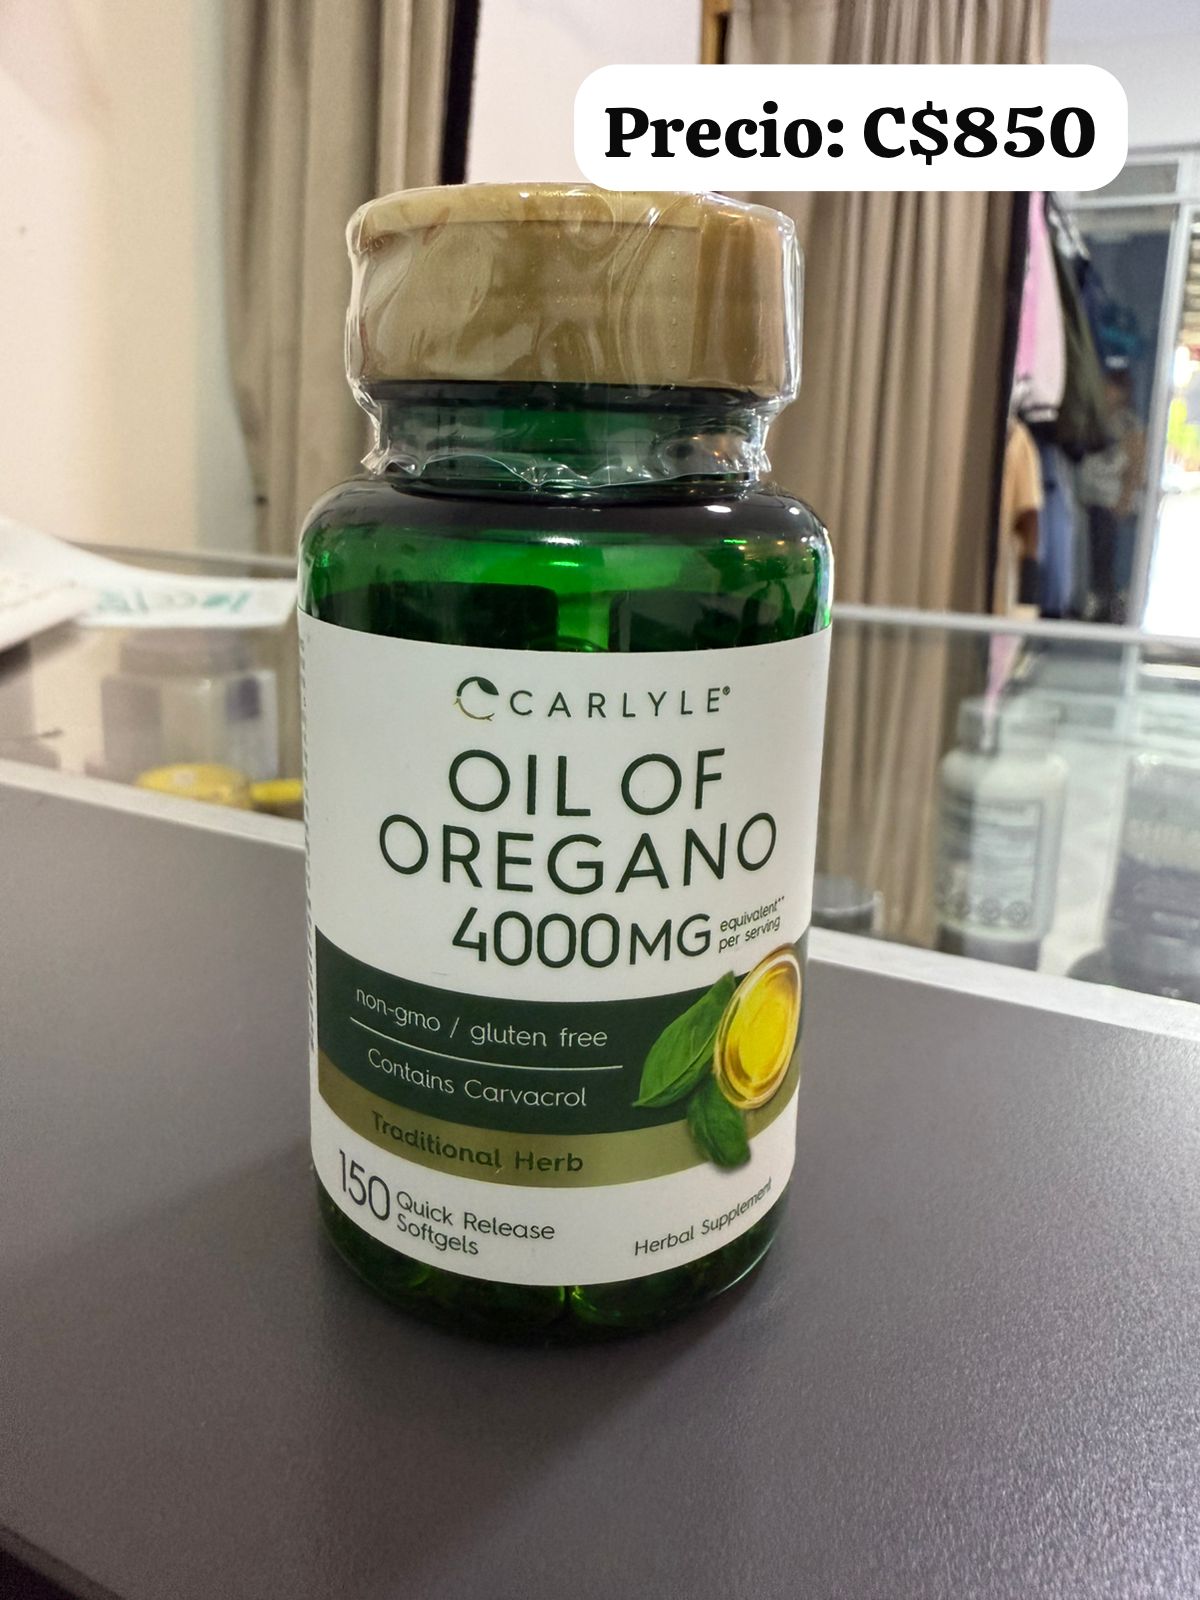 Precio: C$850
CARLYLE®
OIL OF
OREGANO
4000MG equivalent**
per serving
non-gmo / gluten free
Contains Carvacrol
Traditional Herb
150 Quick Release
Softgels
Herbal Supplement